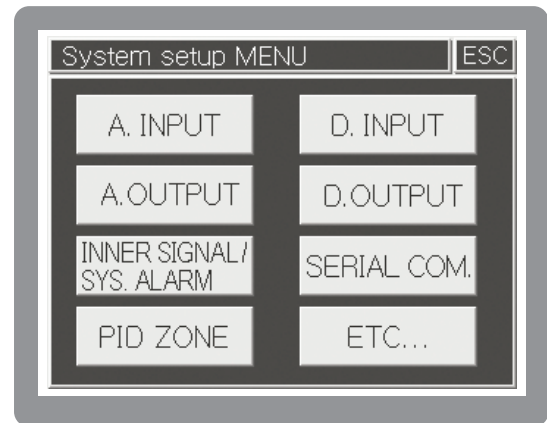 System setup MENU
ESC
A. INPUT
D. INPUT
A.OUTPUT
D.OUTPUT
INNER SIGNAL/
SYS. ALARM
SERIAL COM.
PID ZONE
ETC...